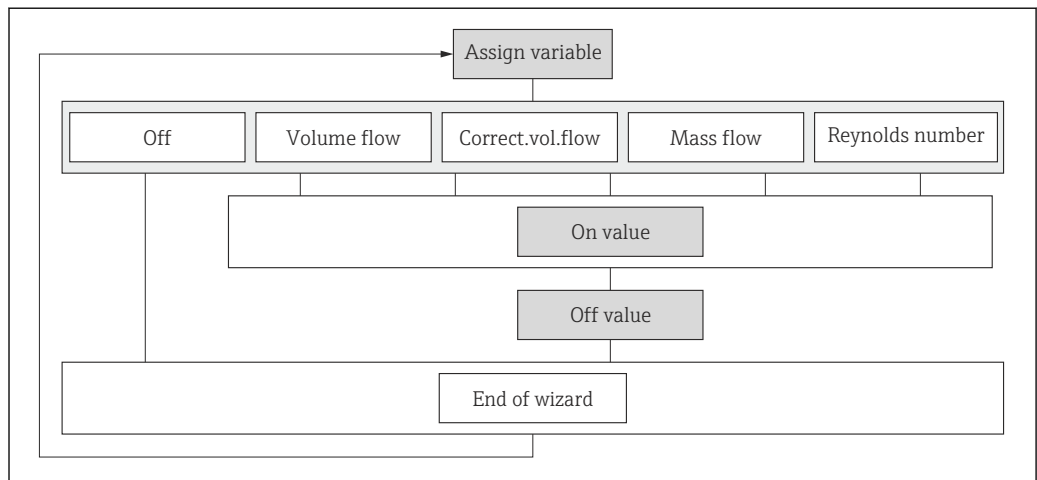 Assign variable
Off
Volume flow
Correct.vol.flow
Mass flow
Reynolds number
On value
Off value
End of wizard